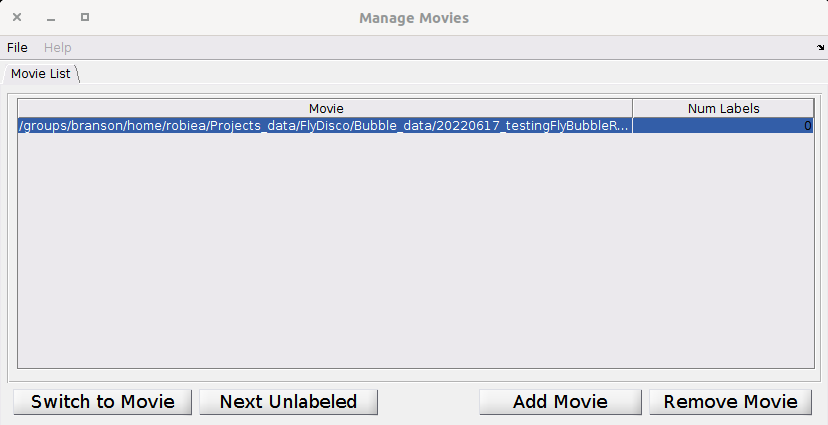 Manage Movies
File Help
Movie List
Movie Num Labels
/groups/branson/home/robiea/Projects_data/FlyDisco/Bubble_data/20220617_testingFlyBubbleR... 0
Switch to Movie Next Unlabeled Add Movie Remove Movie